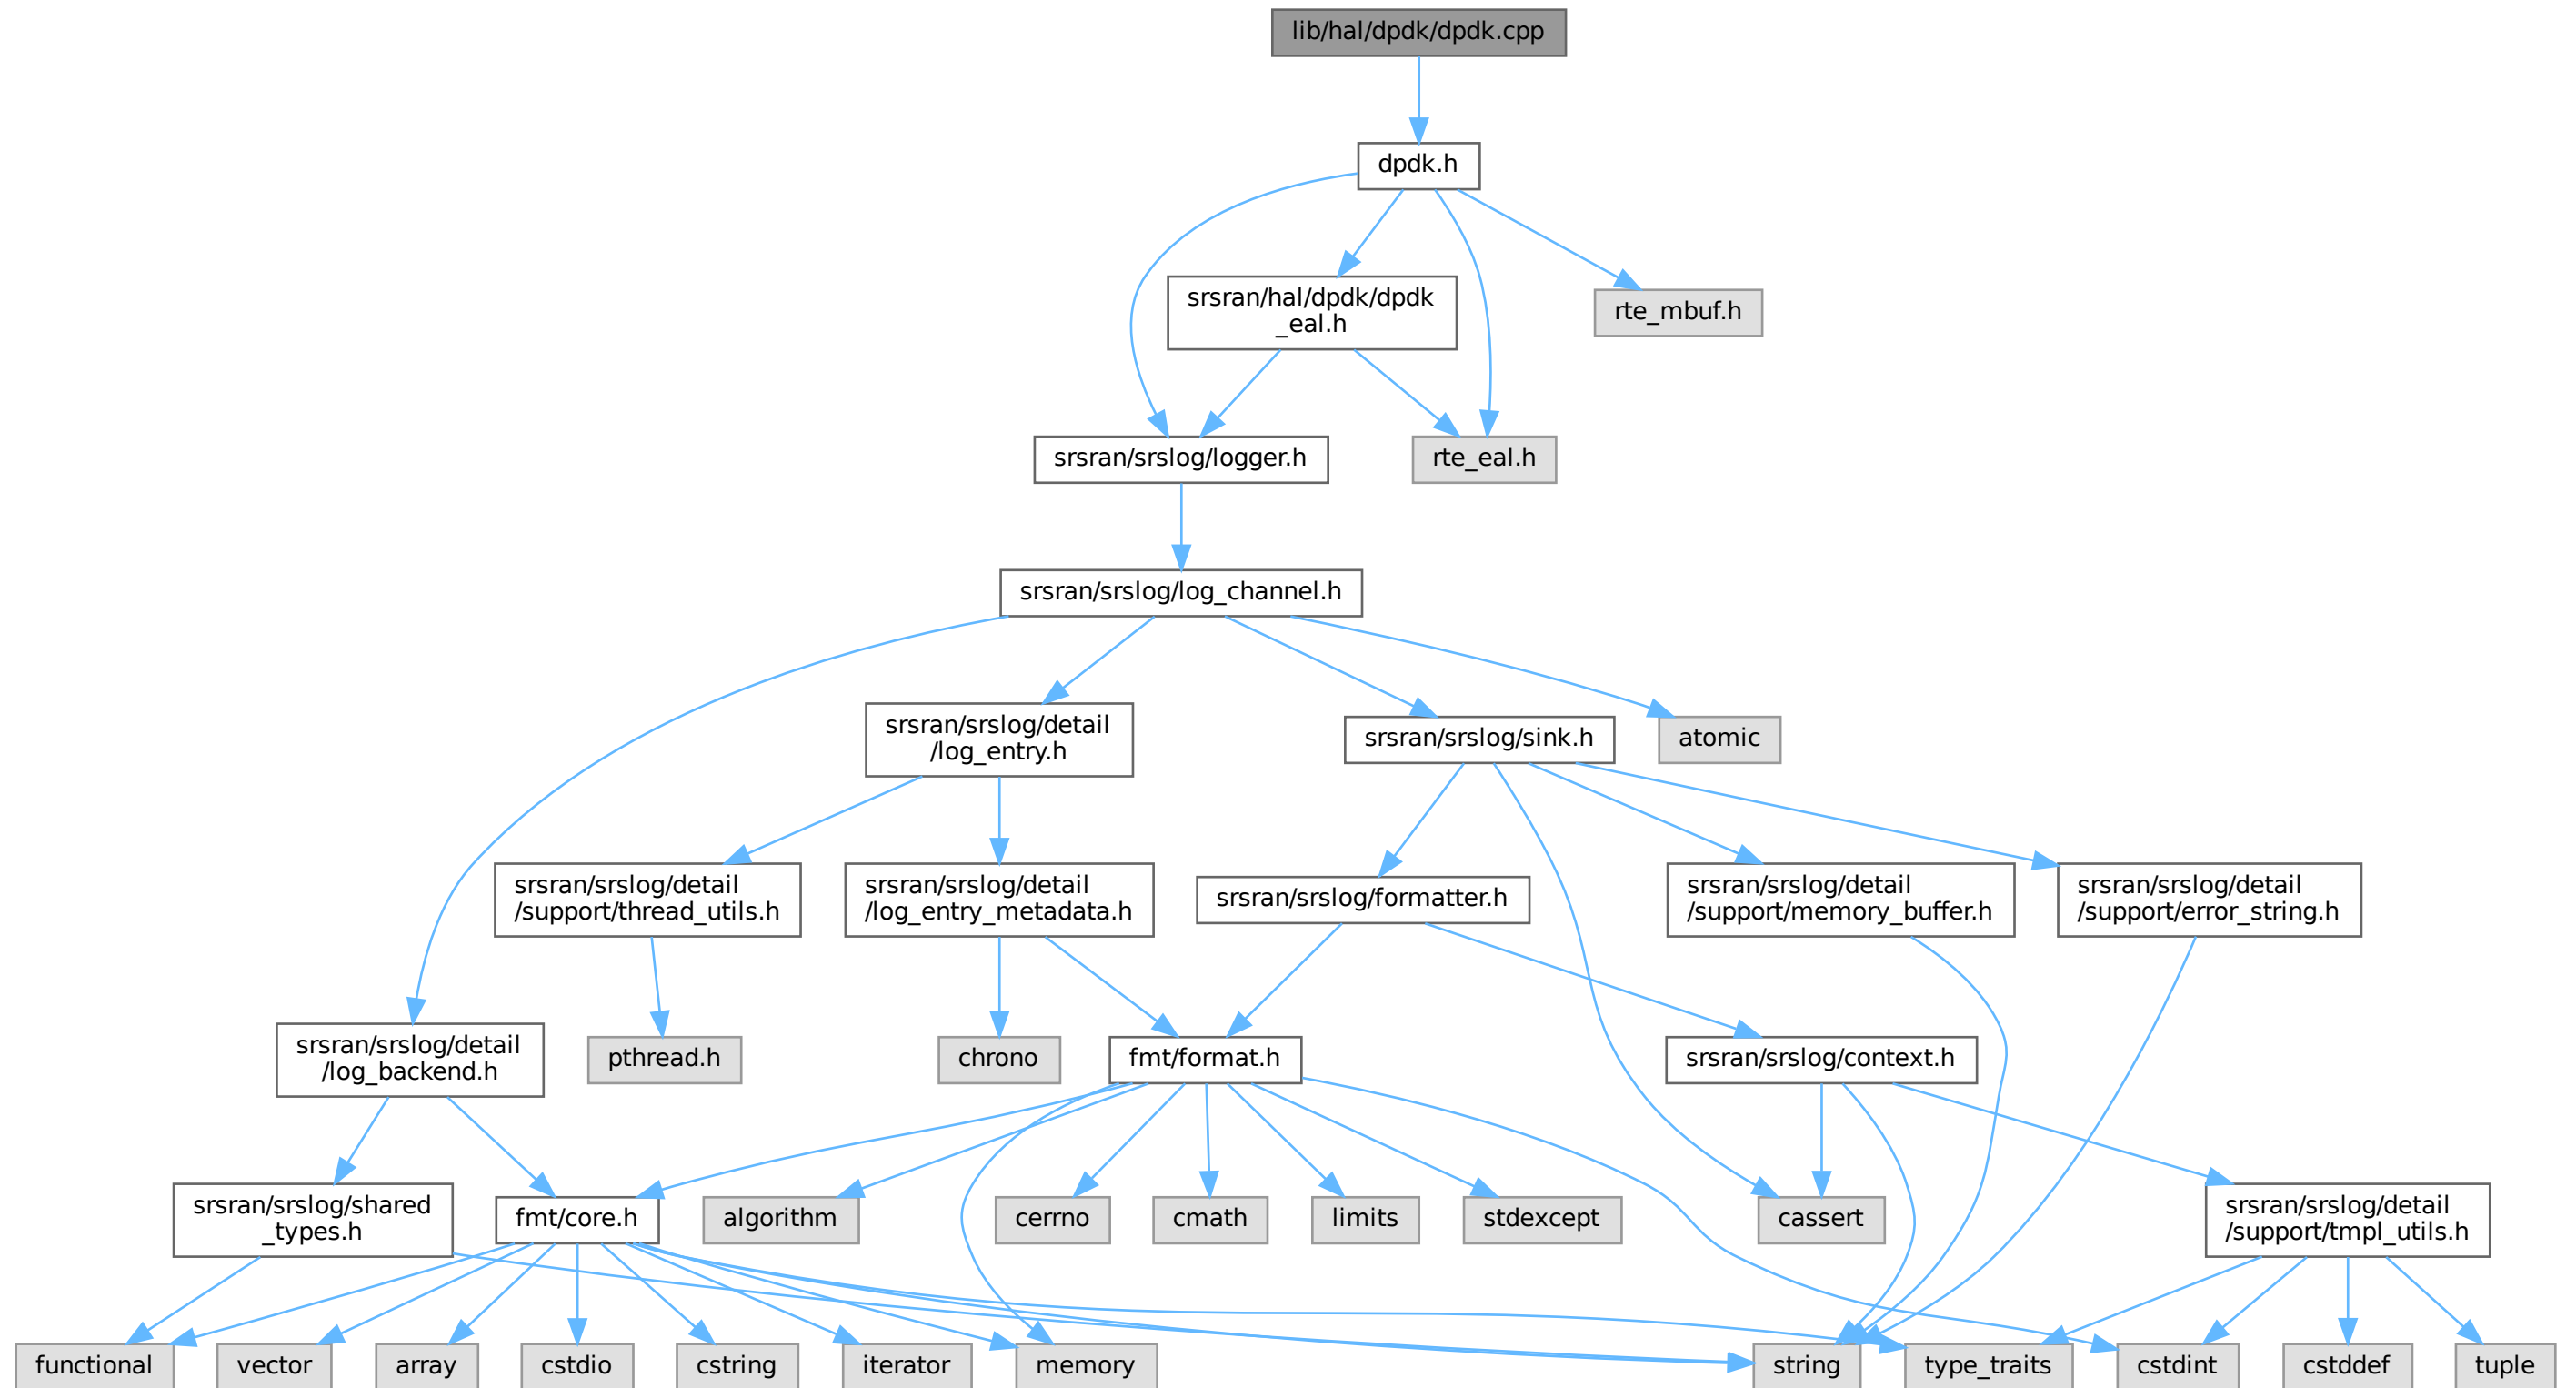 lib/hal/dpdk/dpdk.cpp
dpdk.h
srsran/hal/dpdk/dpdk
_eal.h
rte_mbuf.h
srsran/srslog/logger.h
rte_eal.h
srsran/srslog/log_channel.h
srsran/srslog/detail
/log_entry.h
srsran/srslog/sink.h
atomic
srsran/srslog/detail
/support/thread_utils.h
srsran/srslog/detail
/log_entry_metadata.h
srsran/srslog/formatter.h
srsran/srslog/detail
/support/memory_buffer.h
srsran/srslog/detail
/support/error_string.h
srsran/srslog/detail
/log_backend.h
pthread.h
chrono
fmt/format.h
srsran/srslog/context.h
srsran/srslog/shared
_types.h
fmt/core.h
algorithm
cerrno
cmath
limits
stdexcept
cassert
srsran/srslog/detail
/support/tmpl_utils.h
functional
vector
array
cstdio
cstring
iterator
memory
string
type_traits
cstdint
cstddef
tuple